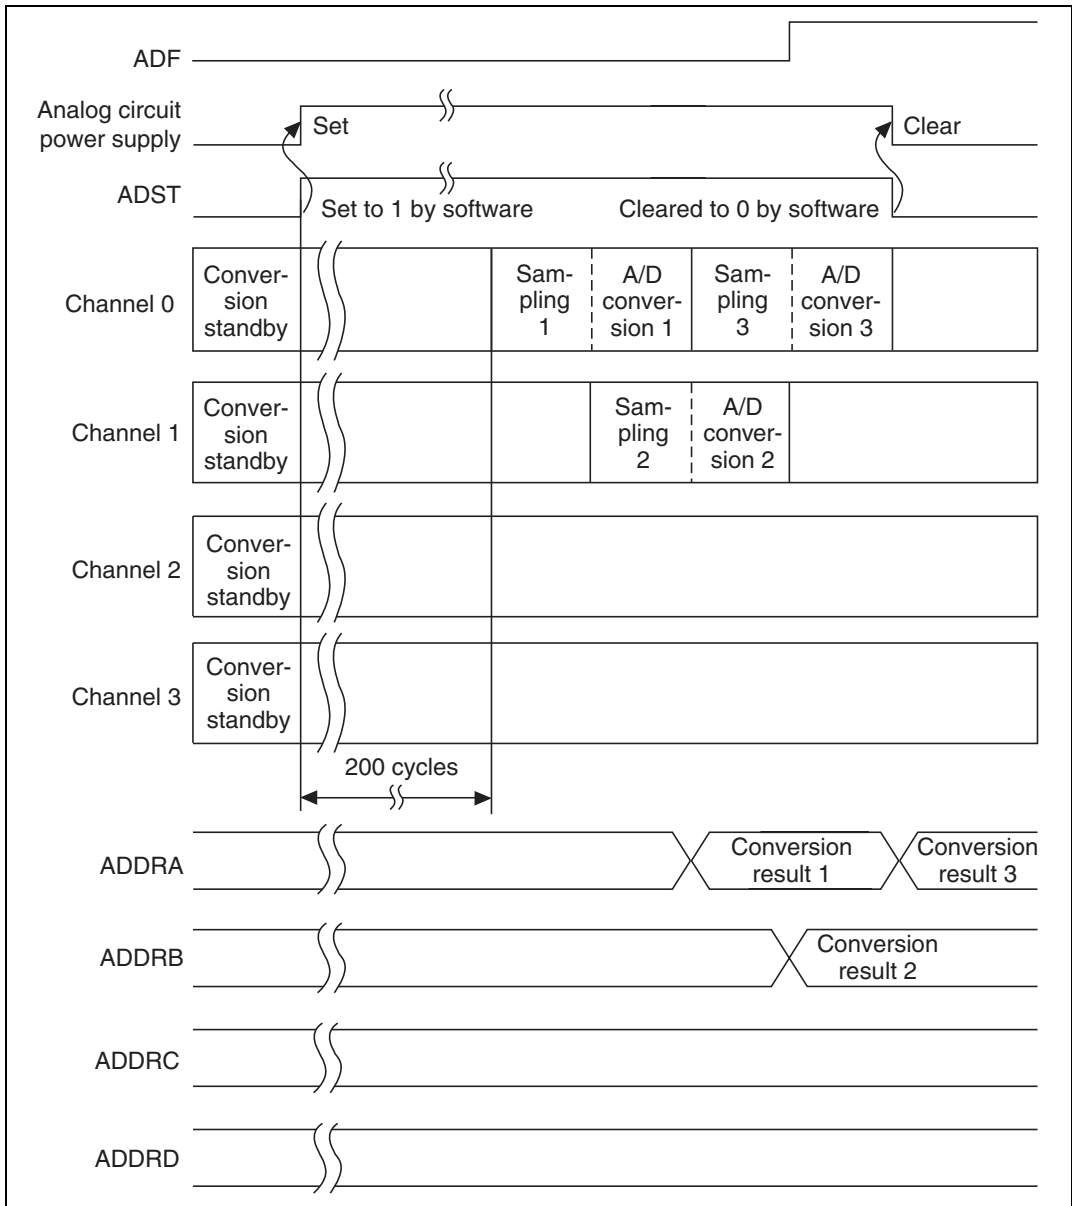 ADF
Analog circuit
power supply
Set
Clear
ADST
Set to 1 by software
Cleared to 0 by software
Channel 0
Conver-
sion
standby
Sam-
pling
1
A/D
conver-
sion 1
Sam-
pling
3
A/D
conver-
sion 3
Channel 1
Conver-
sion
standby
Sam-
pling
2
A/D
conver-
sion 2
Channel 2
Conver-
sion
standby
Channel 3
Conver-
sion
standby
200 cycles
ADDRA
Conversion
result 1
Conversion
result 3
ADDRB
Conversion
result 2
ADDRC
ADDRD